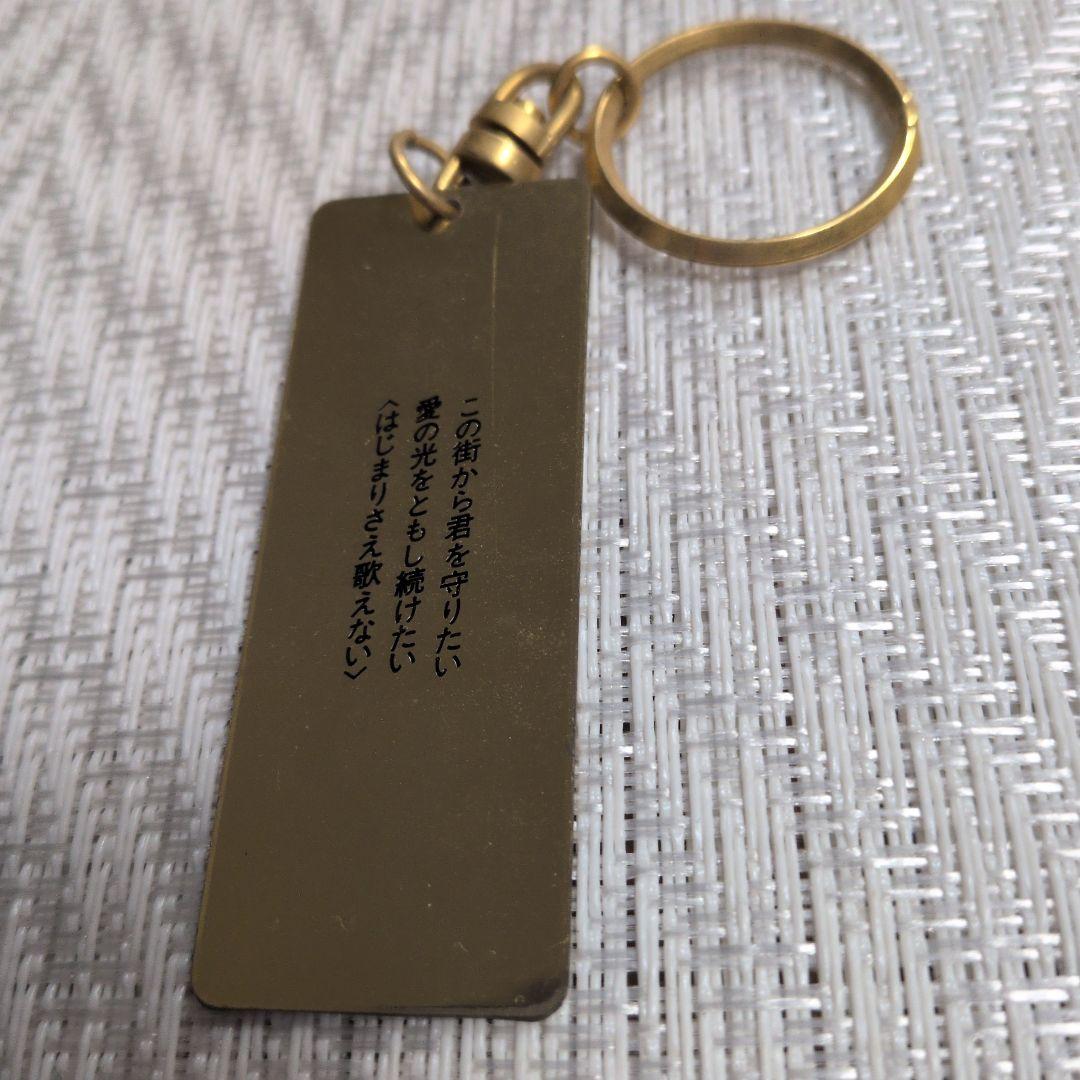 この街から君を守りたい
愛の光をともし続けたい
〈はじまりさえ歌えない〉